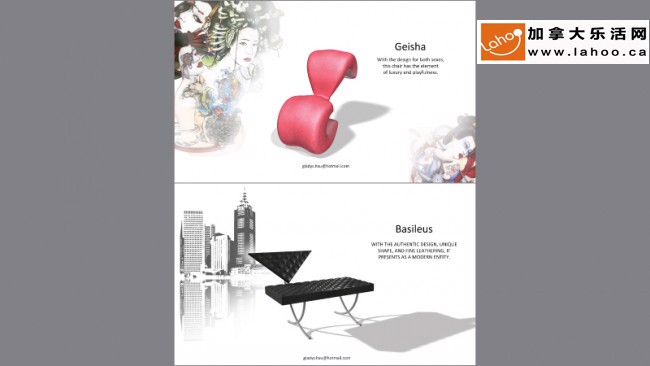 Lahoo
加拿大乐活网
www.lahoo.ca
Geisha
With the design for both sexes,
this chair has the element
of luxury and playfulness.
Basileus
WITH THE AUTHENTIC DESIGN, UNIQUE
SHAPE, AND FINE LEATHERING, IT
PRESENTS AS A MODERN ENTITY.